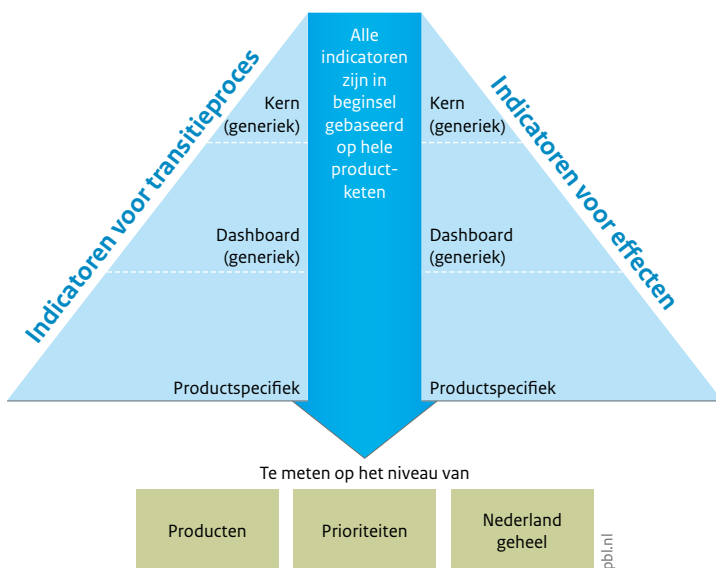 Indicatoren voor transitieproces
Alle
indicatoren
zijn in
beginsel
gebaseerd
op hele
product-
keten
Indicatoren voor effecten
Kern
(generiek)
Kern
(generiek)
Dashboard
(generiek)
Dashboard
(generiek)
Productspecifiek
Productspecifiek
Te meten op het niveau van
Producten
Prioriteiten
Nederland
geheel
pbl.nl